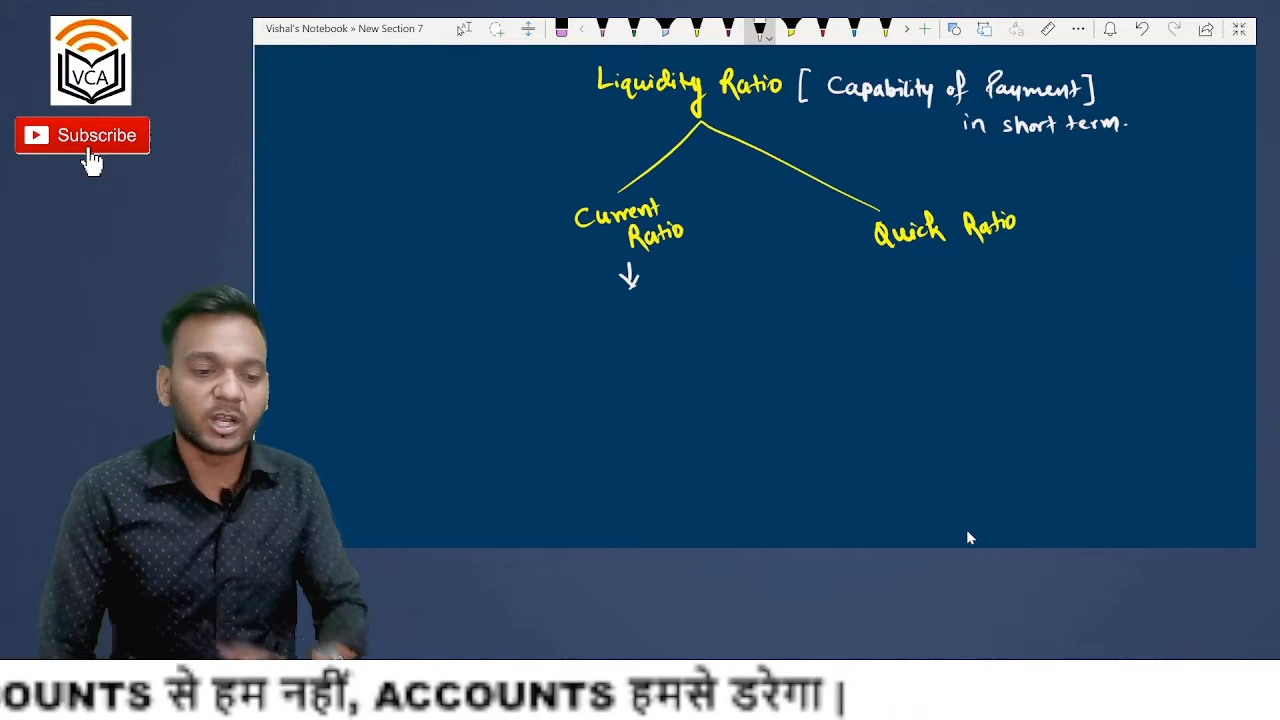 VCA
Subscribe
Vishal's Notebook » New Section 7
Liquidity Ratio [ Capability of Payment]
in short term.
Current
Ratio
Quick Ratio
OUNTS से हम नहीं, ACCOUNTS हमसे डरेगा |